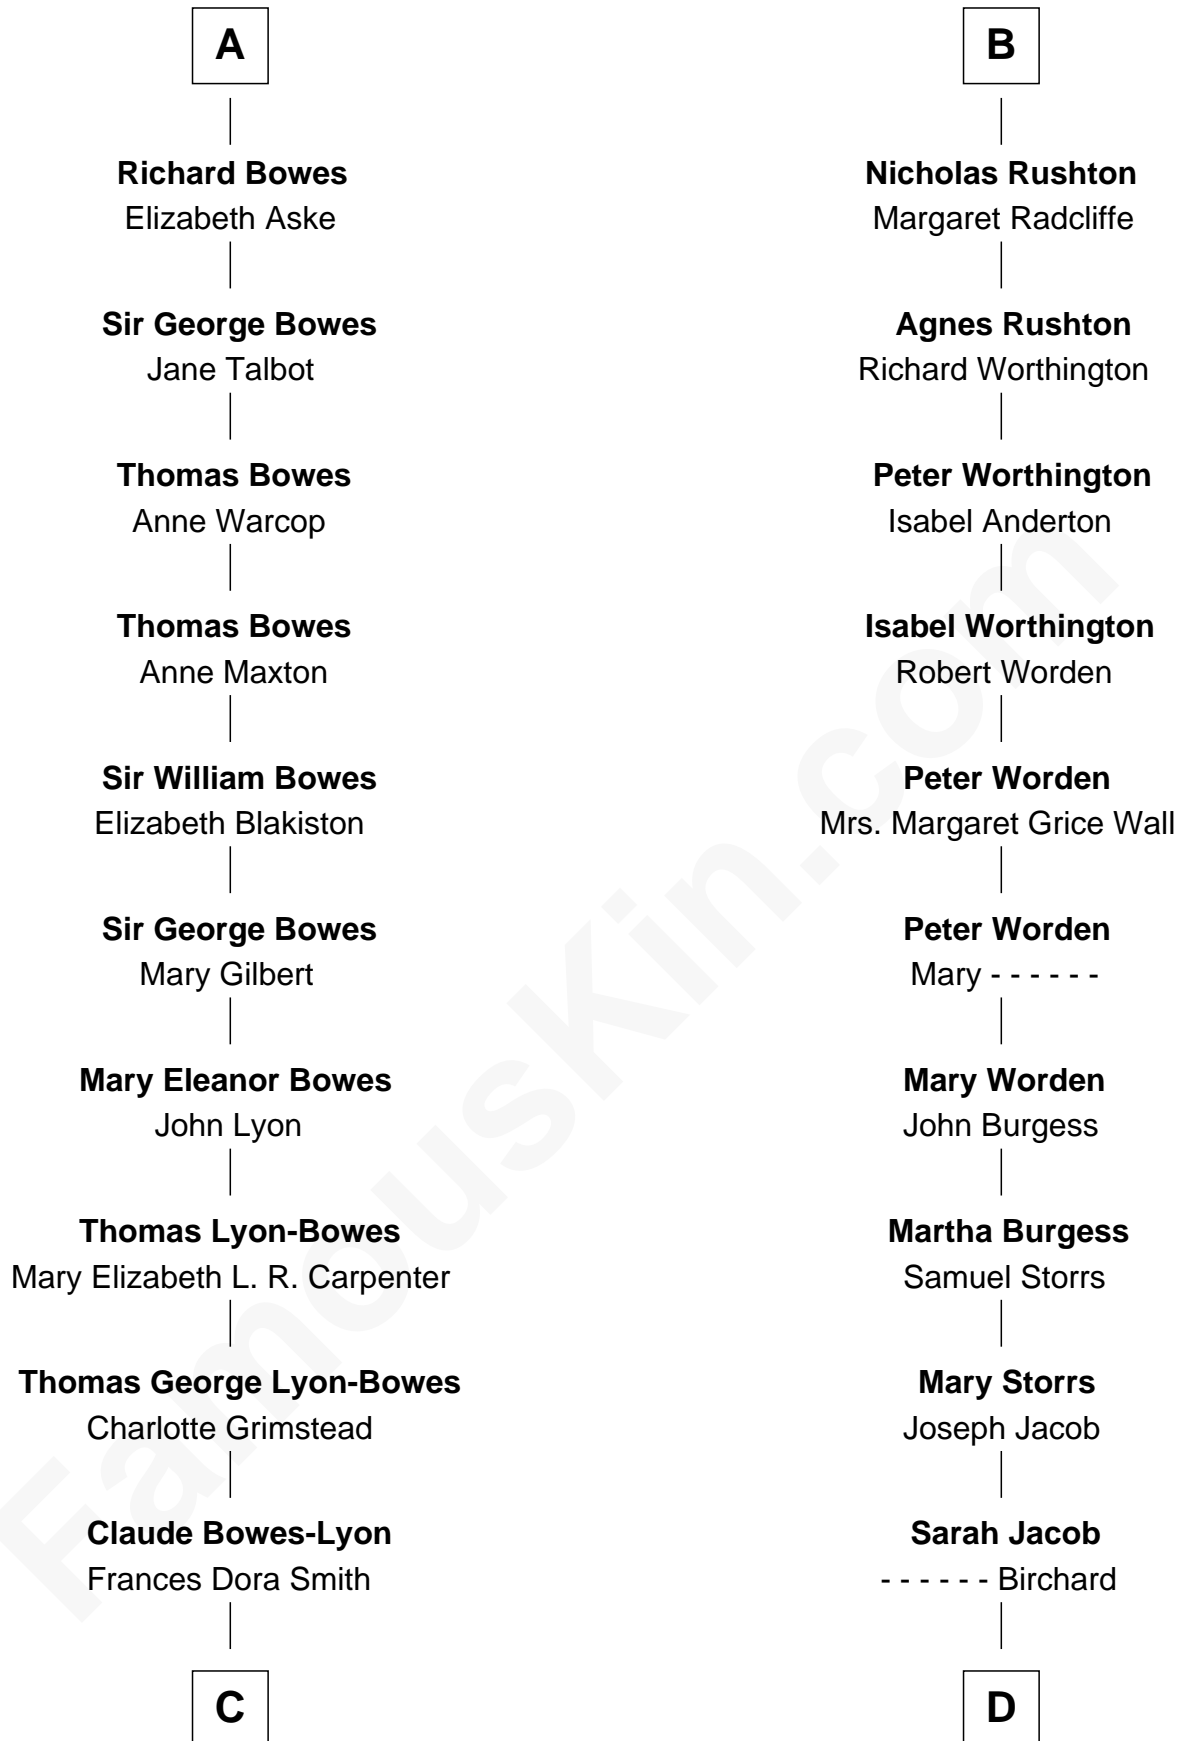 A
Richard Bowes
Elizabeth Aske
Sir George Bowes
Jane Talbot
Thomas Bowes
Anne Warcop
Thomas Bowes
Anne Maxton
Sir William Bowes
Elizabeth Blakiston
Sir George Bowes
Mary Gilbert
Mary Eleanor Bowes
John Lyon
Thomas Lyon-Bowes
Mary Elizabeth L. R. Carpenter
Thomas George Lyon-Bowes
Charlotte Grimstead
Claude Bowes-Lyon
Frances Dora Smith
C
B
Nicholas Rushton
Margaret Radcliffe
Agnes Rushton
Richard Worthington
Peter Worthington
Isabel Anderton
Isabel Worthington
Robert Worden
Peter Worden
Mrs. Margaret Grice Wall
Peter Worden
Mary - - - - - -
Mary Worden
John Burgess
Martha Burgess
Samuel Storrs
Mary Storrs
Joseph Jacob
Sarah Jacob
- - - - - - Birchard
D
FamousKin.com